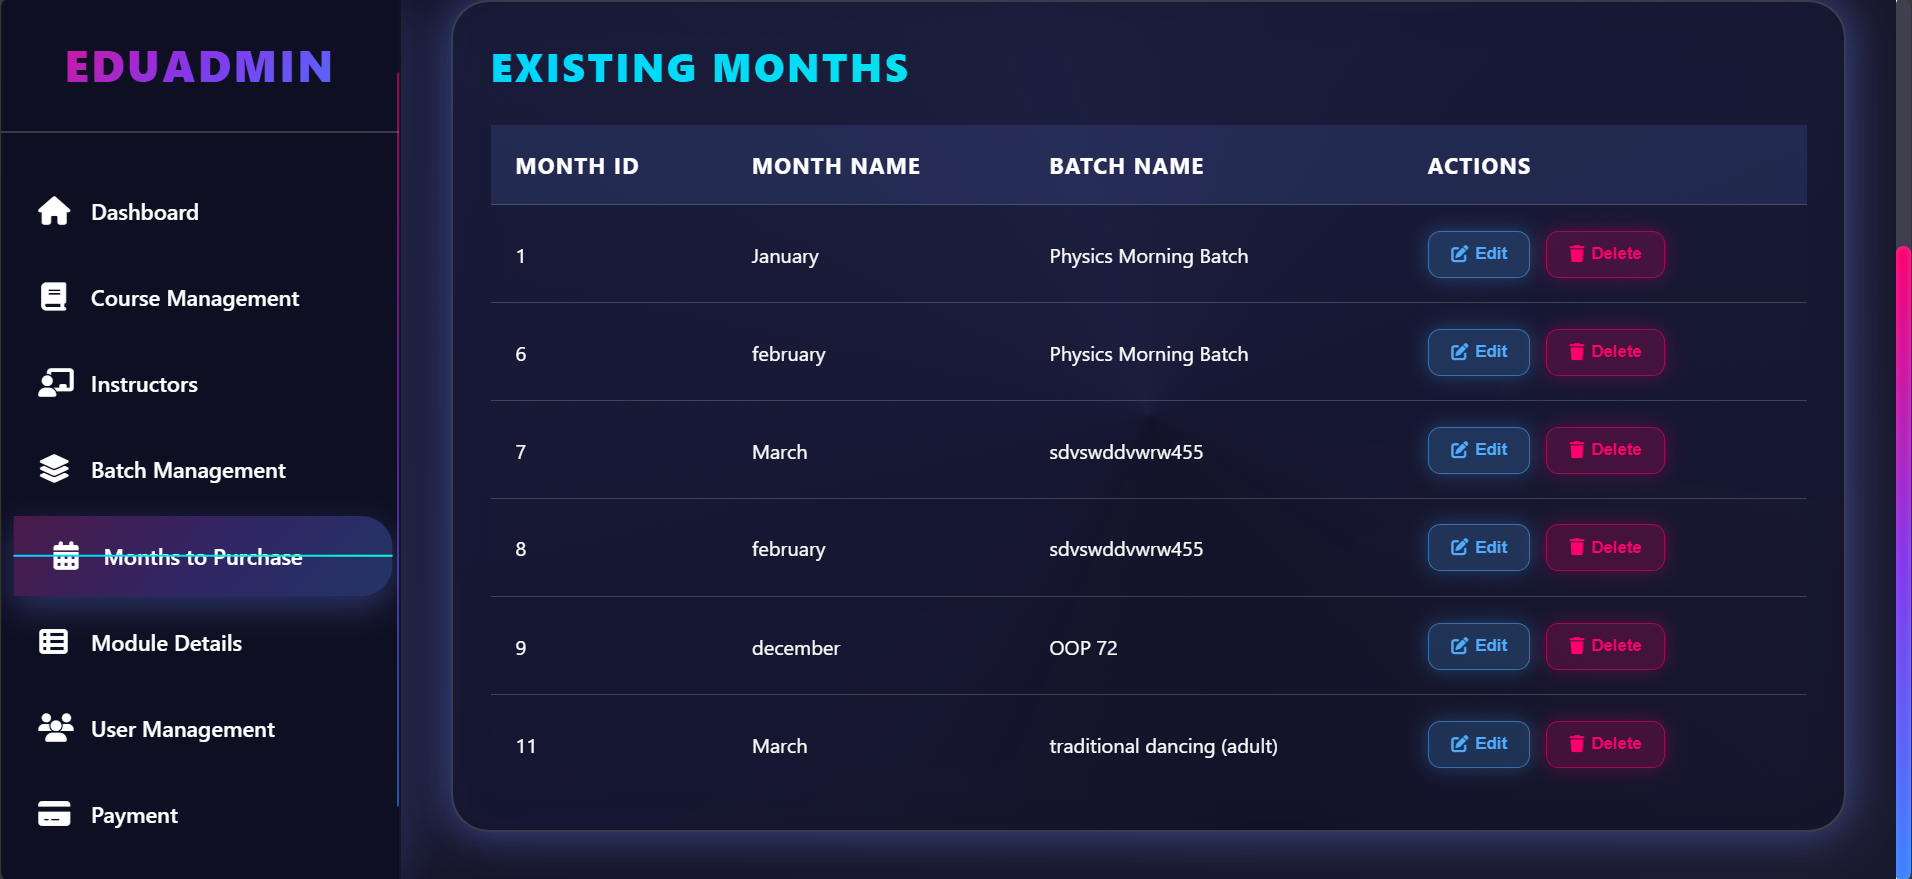 EDUADMIN
Dashboard
Course Management
Instructors
Batch Management
Months to Purchase
Module Details
User Management
Payment
EXISTING MONTHS
MONTH ID MONTH NAME BATCH NAME ACTIONS
1 January Physics Morning Batch Edit Delete
6 february Physics Morning Batch Edit Delete
7 March sdvswddvwrw455 Edit Delete
8 february sdvswddvwrw455 Edit Delete
9 december OOP 72 Edit Delete
11 March traditional dancing (adult) Edit Delete